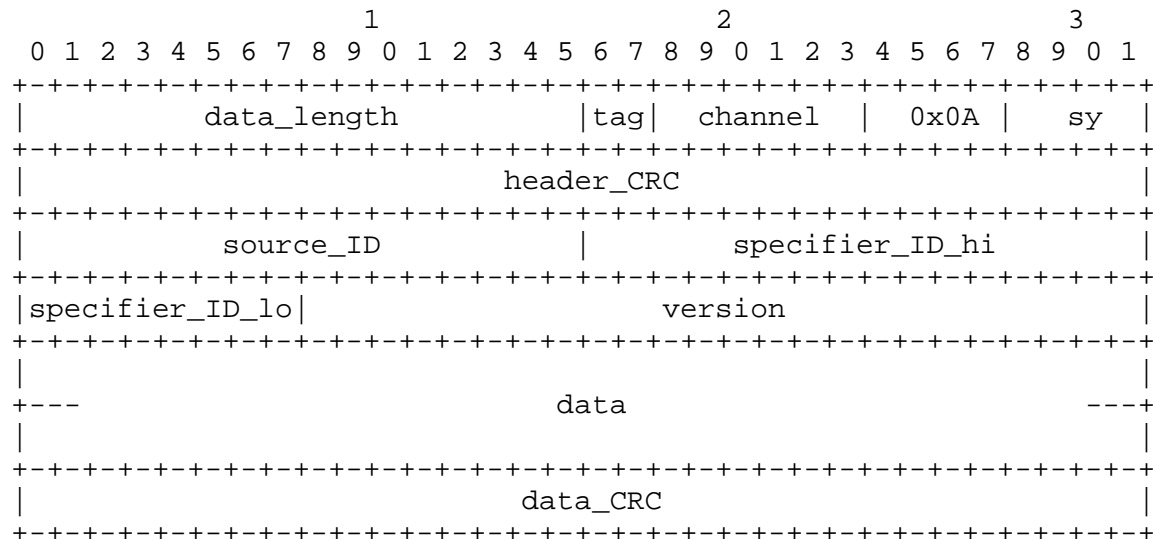 1                   2                   3
 0 1 2 3 4 5 6 7 8 9 0 1 2 3 4 5 6 7 8 9 0 1 2 3 4 5 6 7 8 9 0 1
+-+-+-+-+-+-+-+-+-+-+-+-+-+-+-+-+-+-+-+-+-+-+-+-+-+-+-+-+-+-+-+-+
|          data_length          |tag|  channel  |  0x0A |   sy  |
+-+-+-+-+-+-+-+-+-+-+-+-+-+-+-+-+-+-+-+-+-+-+-+-+-+-+-+-+-+-+-+-+
|                           header_CRC                          |
+-+-+-+-+-+-+-+-+-+-+-+-+-+-+-+-+-+-+-+-+-+-+-+-+-+-+-+-+-+-+-+-+
|           source_ID           |        specifier_ID_hi        |
+-+-+-+-+-+-+-+-+-+-+-+-+-+-+-+-+-+-+-+-+-+-+-+-+-+-+-+-+-+-+-+-+
|specifier_ID_lo|                    version                    |
+-+-+-+-+-+-+-+-+-+-+-+-+-+-+-+-+-+-+-+-+-+-+-+-+-+-+-+-+-+-+-+-+
|                                                               |
+---                           data                          ---+
|                                                               |
+-+-+-+-+-+-+-+-+-+-+-+-+-+-+-+-+-+-+-+-+-+-+-+-+-+-+-+-+-+-+-+-+
|                            data_CRC                           |
+-+-+-+-+-+-+-+-+-+-+-+-+-+-+-+-+-+-+-+-+-+-+-+-+-+-+-+-+-+-+-+-+